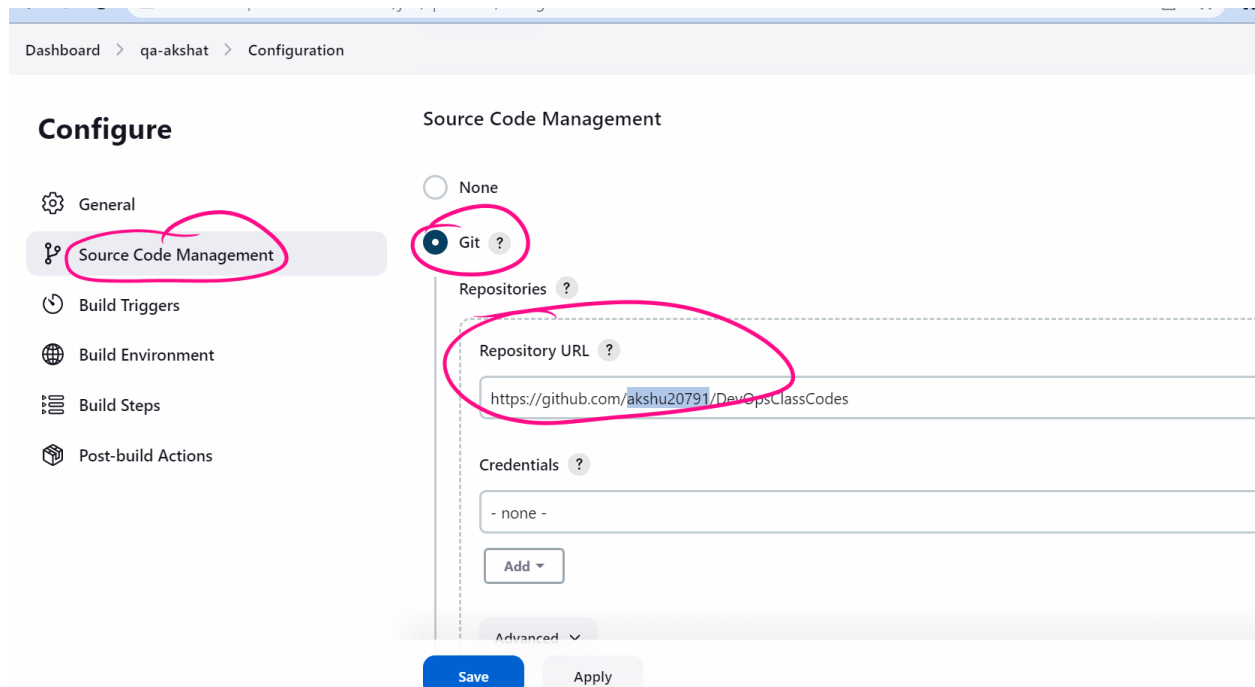 Dashboard > qa-akshat > Configuration
Configure
General
Source Code Management
Build Triggers
Build Environment
Build Steps
Post-build Actions
Source Code Management
None
Git ?
Repositories ?
Repository URL ?
https://github.com/akshu20791/DevOpsClassCodes
Credentials ?
- none -
Add
Advanced
Save
Apply